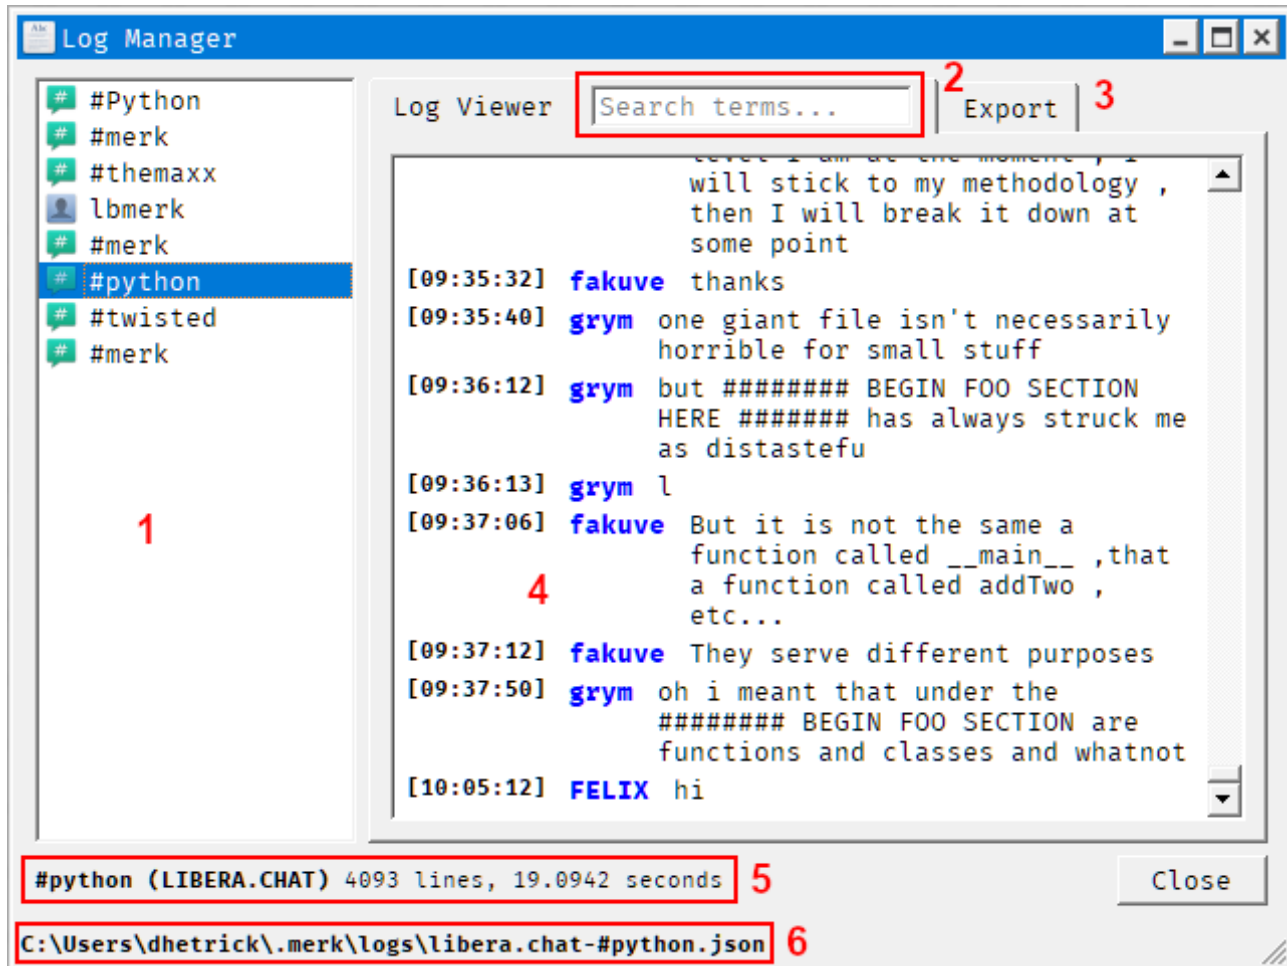 Log Manager
#Python
#merk
#themaxx
lbmerk
#merk
#python
#twisted
#merk
1
Log Viewer
Search terms...
2
Export
3
level I am at the moment , I
will stick to my methodology ,
then I will break it down at
some point
[09:35:32] fakuve thanks
[09:35:40] grym one giant file isn't necessarily
horrible for small stuff
[09:36:12] grym but ######## BEGIN FOO SECTION
HERE ####### has always struck me
as distastefu
[09:36:13] grym l
[09:37:06] fakuve But it is not the same a
function called __main__ ,that
a function called addTwo ,
etc...
4
[09:37:12] fakuve They serve different purposes
[09:37:50] grym oh i meant that under the
######## BEGIN FOO SECTION are
functions and classes and whatnot
[10:05:12] FELIX hi
#python (LIBERA.CHAT) 4093 lines, 19.0942 seconds
5
Close
C:\Users\dhetrick\.merk\logs\libera.chat-#python.json
6